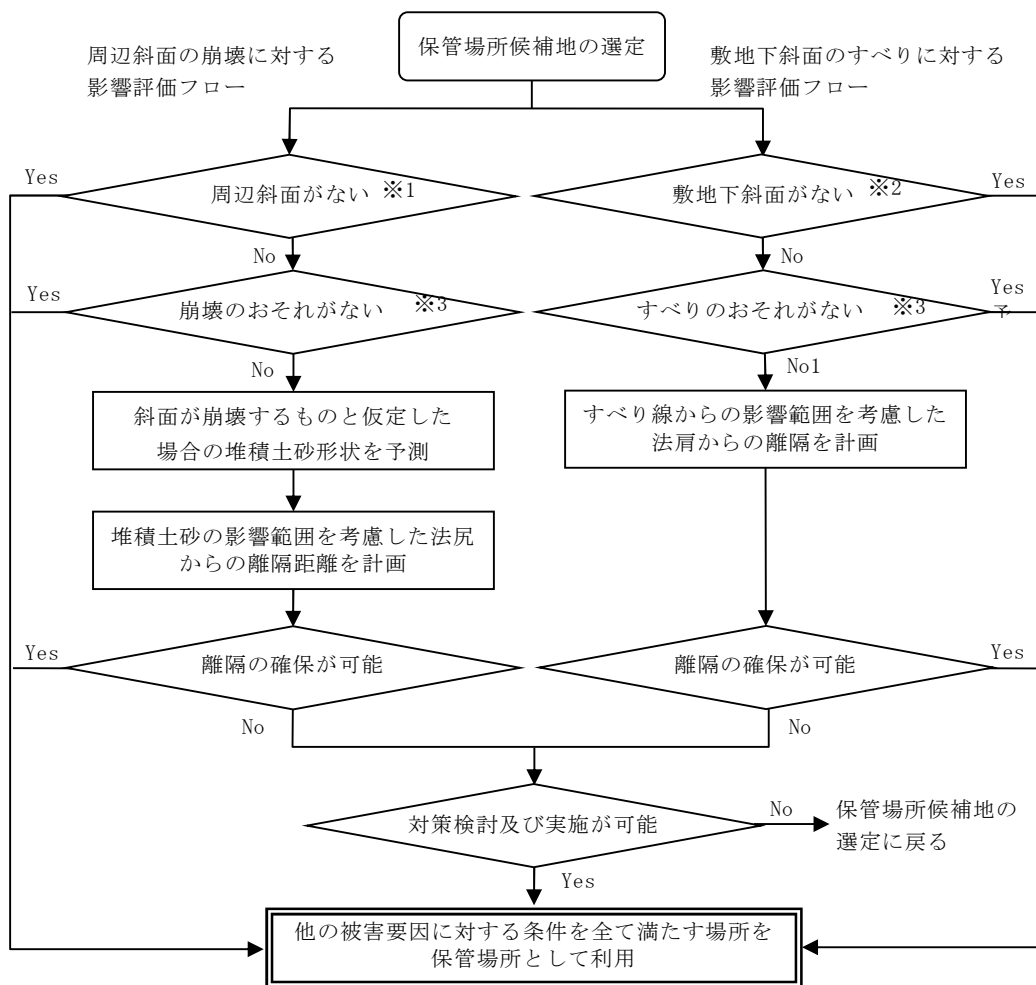 保管場所候補地の選定
周辺斜面の崩壊に対する
影響評価フロー
敷地下斜面のすべりに対する
影響評価フロー
Yes
周辺斜面がない ※1
敷地下斜面がない ※2
Yes
No
No
Yes
崩壊のおそれがない ※3
すべりのおそれがない ※3
Yes
予
No
No1
斜面が崩壊するものと仮定した
場合の堆積土砂形状を予測
すべり線からの影響範囲を考慮した
法肩からの離隔を計画
堆積土砂の影響範囲を考慮した法尻
からの離隔距離を計画
Yes
離隔の確保が可能
離隔の確保が可能
Yes
No
No
対策検討及び実施が可能
No
保管場所候補地の
選定に戻る
Yes
他の被害要因に対する条件を全て満たす場所を
保管場所として利用